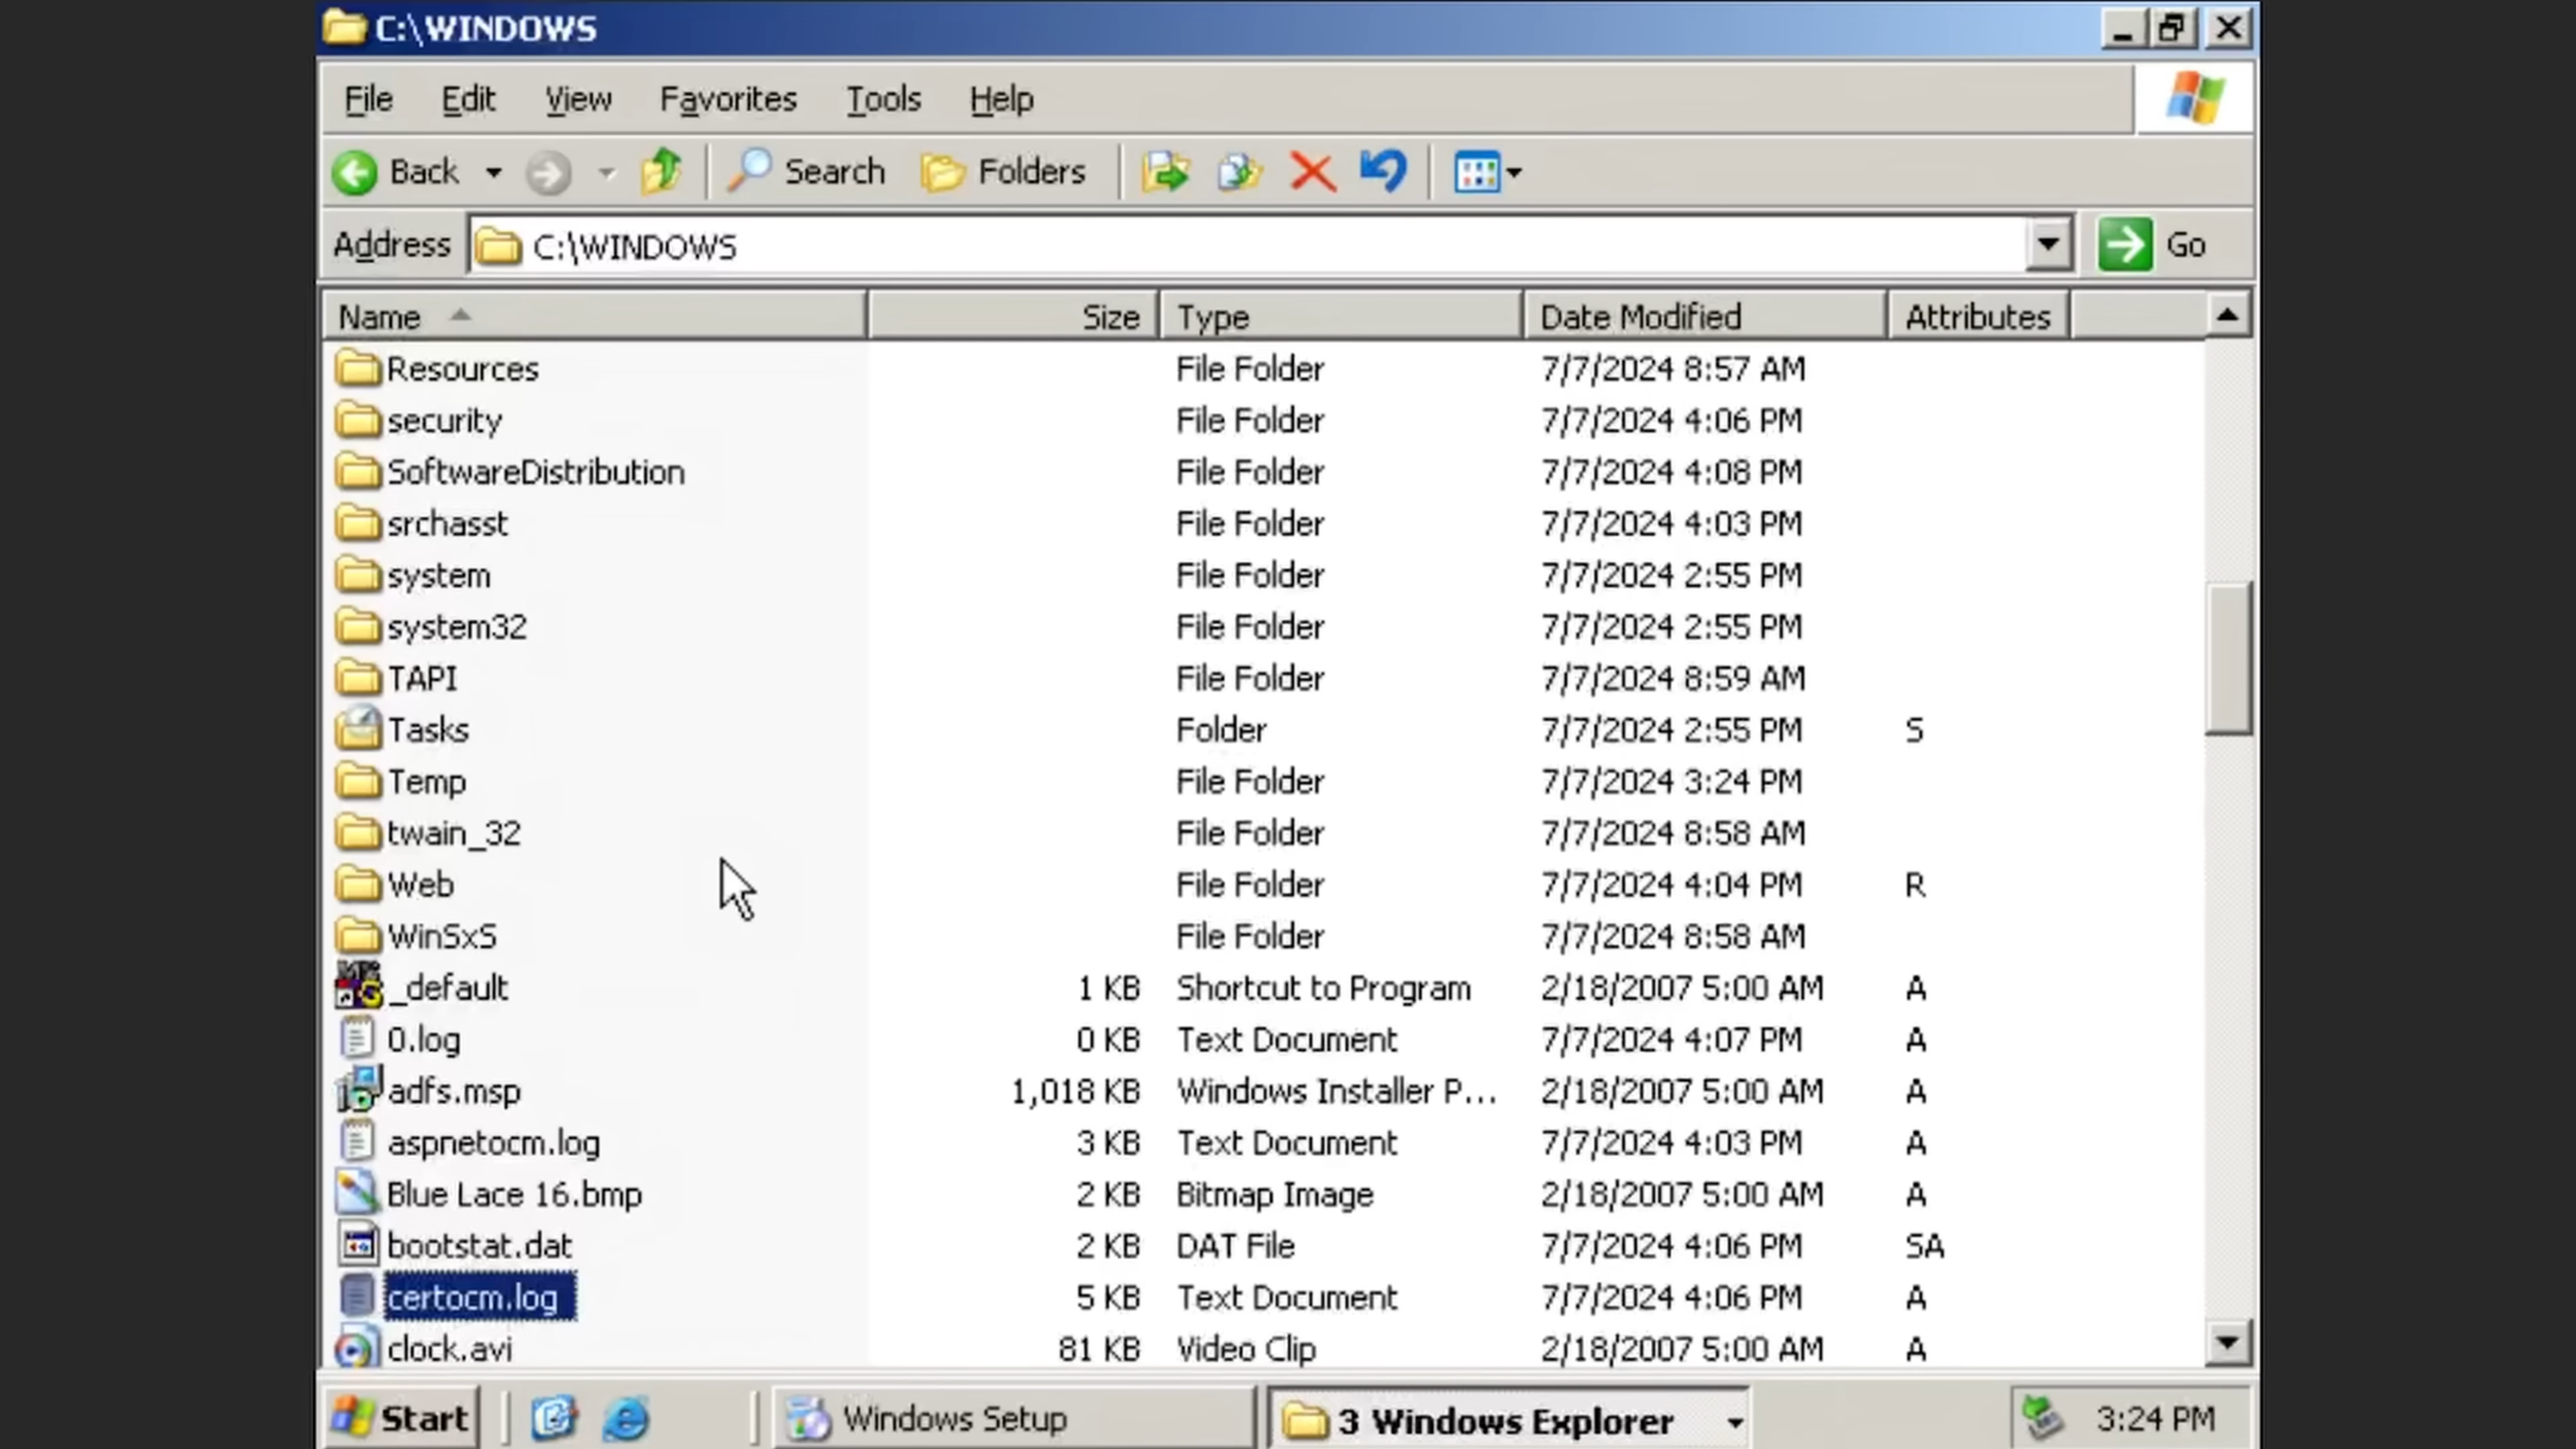 C:\WINDOWS
File Edit View Favorites Tools Help
Back Search Folders
Address C:\WINDOWS Go
Name Size Type Date Modified Attributes
Resources File Folder 7/7/2024 8:57 AM
security File Folder 7/7/2024 4:06 PM
SoftwareDistribution File Folder 7/7/2024 4:08 PM
srchasst File Folder 7/7/2024 4:03 PM
system File Folder 7/7/2024 2:55 PM
system32 File Folder 7/7/2024 2:55 PM
TAPI File Folder 7/7/2024 8:59 AM
Tasks Folder 7/7/2024 2:55 PM S
Temp File Folder 7/7/2024 3:24 PM
twain_32 File Folder 7/7/2024 8:58 AM
Web File Folder 7/7/2024 4:04 PM R
WinSxS File Folder 7/7/2024 8:58 AM
_default 1 KB Shortcut to Program 2/18/2007 5:00 AM A
0.log 0 KB Text Document 7/7/2024 4:07 PM A
adfs.msp 1,018 KB Windows Installer P... 2/18/2007 5:00 AM A
aspnetocm.log 3 KB Text Document 7/7/2024 4:03 PM A
Blue Lace 16.bmp 2 KB Bitmap Image 2/18/2007 5:00 AM A
bootstat.dat 2 KB DAT File 7/7/2024 4:06 PM SA
certocm.log 5 KB Text Document 7/7/2024 4:06 PM A
clock.avi 81 KB Video Clip 2/18/2007 5:00 AM A
Start Windows Setup 3 Windows Explorer 3:24 PM